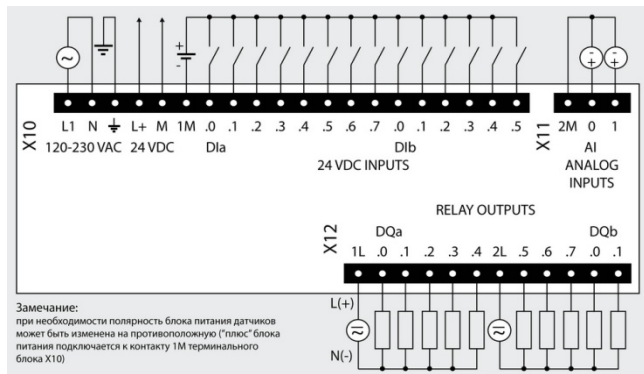 X10
L1 N L+ M 1M .0 .1 .2 .3 .4 .5 .6 .7 .0 .1 .2 .3 .4 .5
120-230 VAC 24 VDC DIa DIb
24 VDC INPUTS
X11
2M 0 1
AI
ANALOG
INPUTS
RELAY OUTPUTS
X12
DQa DQb
1L .0 .1 .2 .3 .4 2L .5 .6 .7 .0 .1
L(+)
N(-)
Замечание:
при необходимости полярность блока питания датчиков
может быть изменена на противоположную ("плюс" блока
питания подключается к контакту 1М терминального
блока X10)